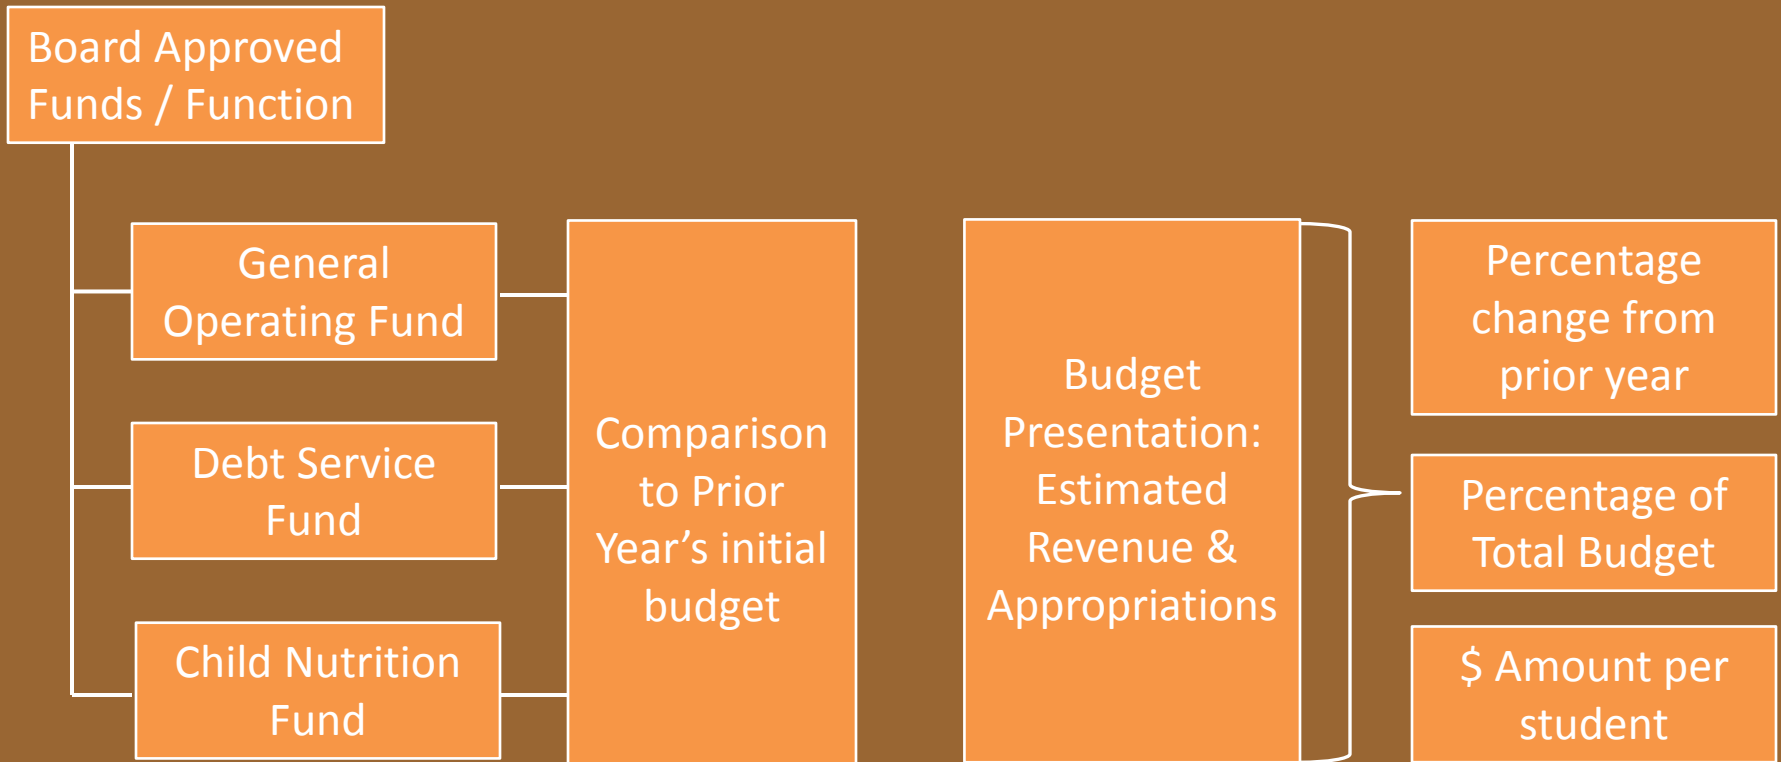 Board Approved
Funds / Function
General
Operating Fund
Debt Service
Fund
Child Nutrition
Fund
Comparison
to Prior
Year’s initial
budget
Budget
Presentation:
Estimated
Revenue &
Appropriations
Percentage
change from
prior year
Percentage of
Total Budget
$ Amount per
student